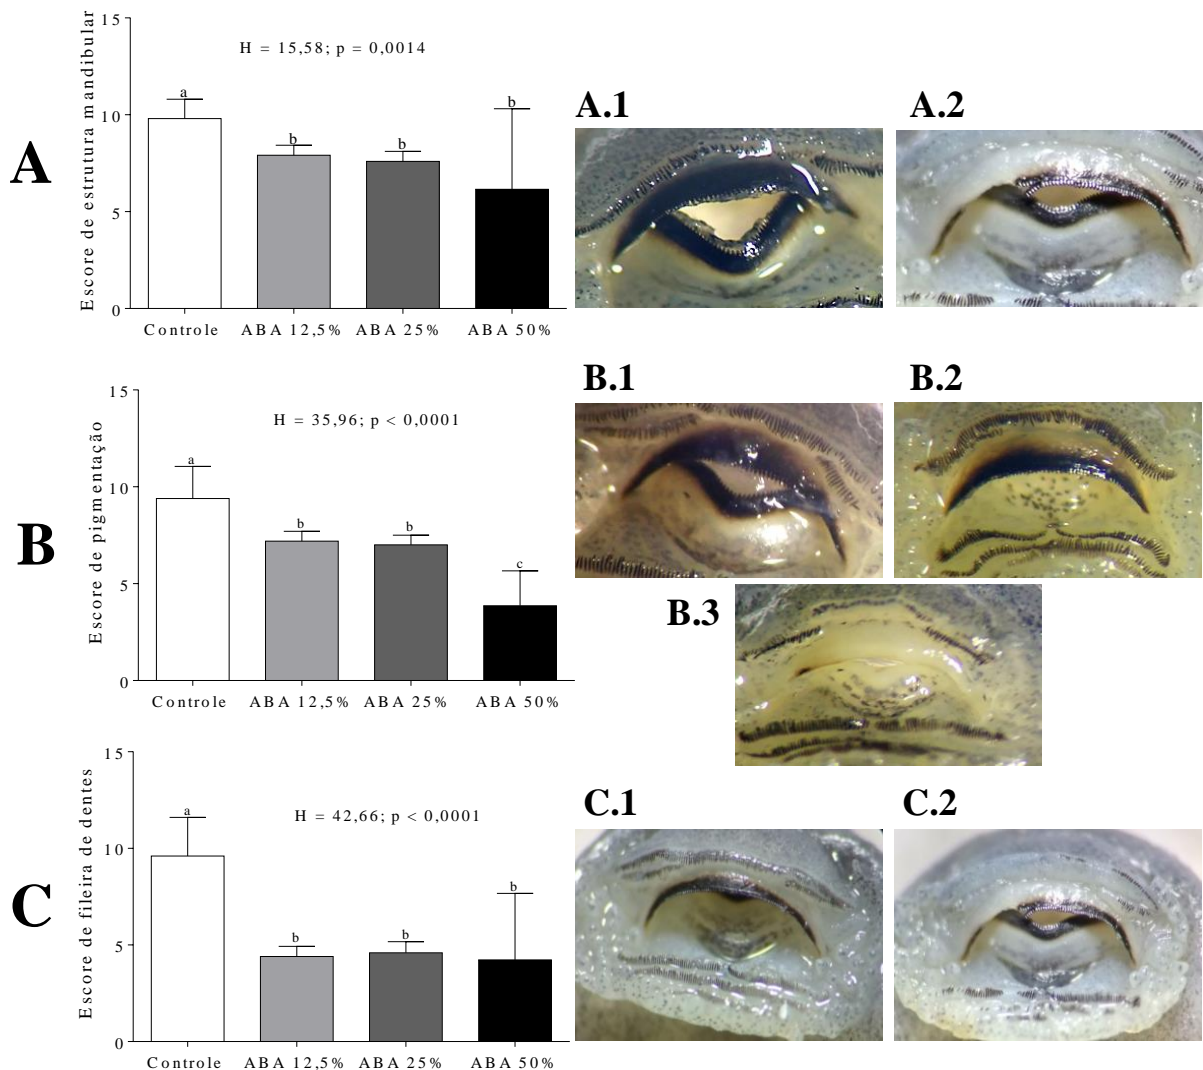 A
Escore de estrutura mandibular
15
10
5
0
H = 15,58; p = 0,0014
a
b
b
b
Controle
ABA 12,5%
ABA 25%
ABA 50%
A.1
A.2
B
Escore de pigmentação
15
10
5
0
H = 35,96; p < 0,0001
a
b
b
c
Controle
ABA 12,5%
ABA 25%
ABA 50%
B.1
B.2
B.3
C
Escore de fileira de dentes
15
10
5
0
H = 42,66; p < 0,0001
a
b
b
b
Controle
ABA 12,5%
ABA 25%
ABA 50%
C.1
C.2